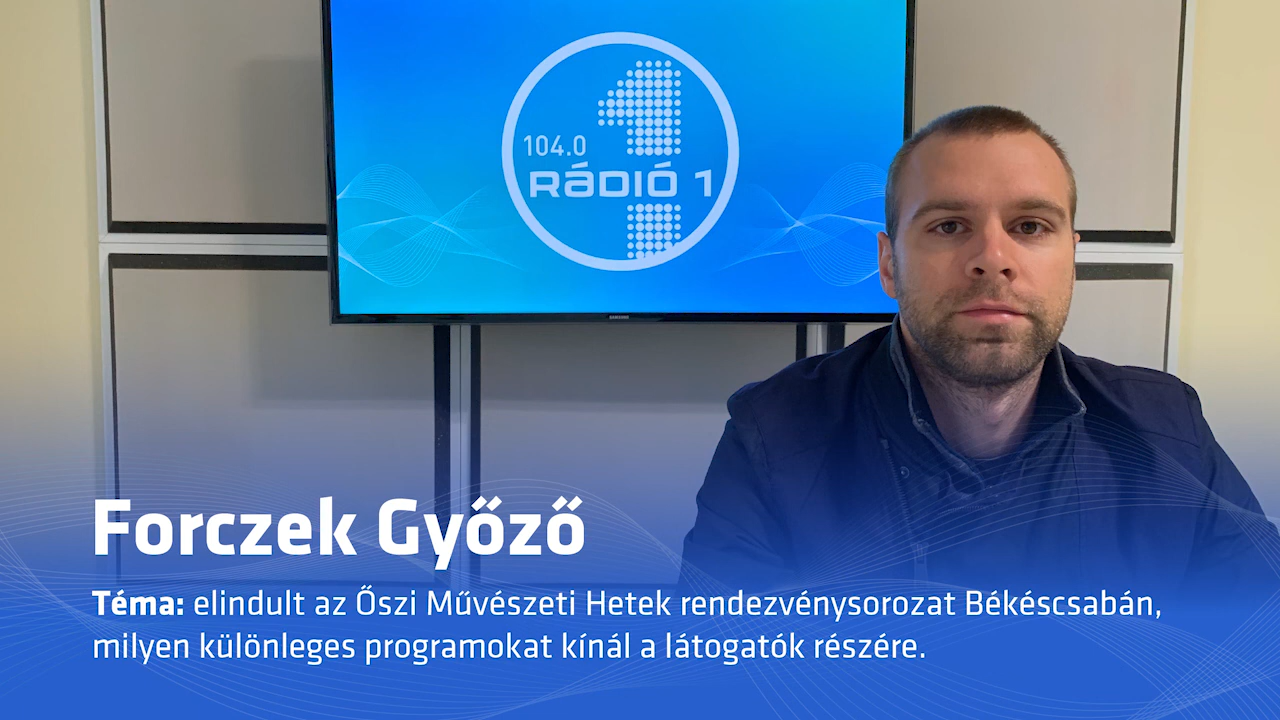 104.0
RÁDIÓ 1
SAMSUNG
Forczek Győző
Téma: elindult az Őszi Művészeti Hetek rendezvénysorozat Békéscsabán,
milyen különleges programokat kínál a látogatók részére.